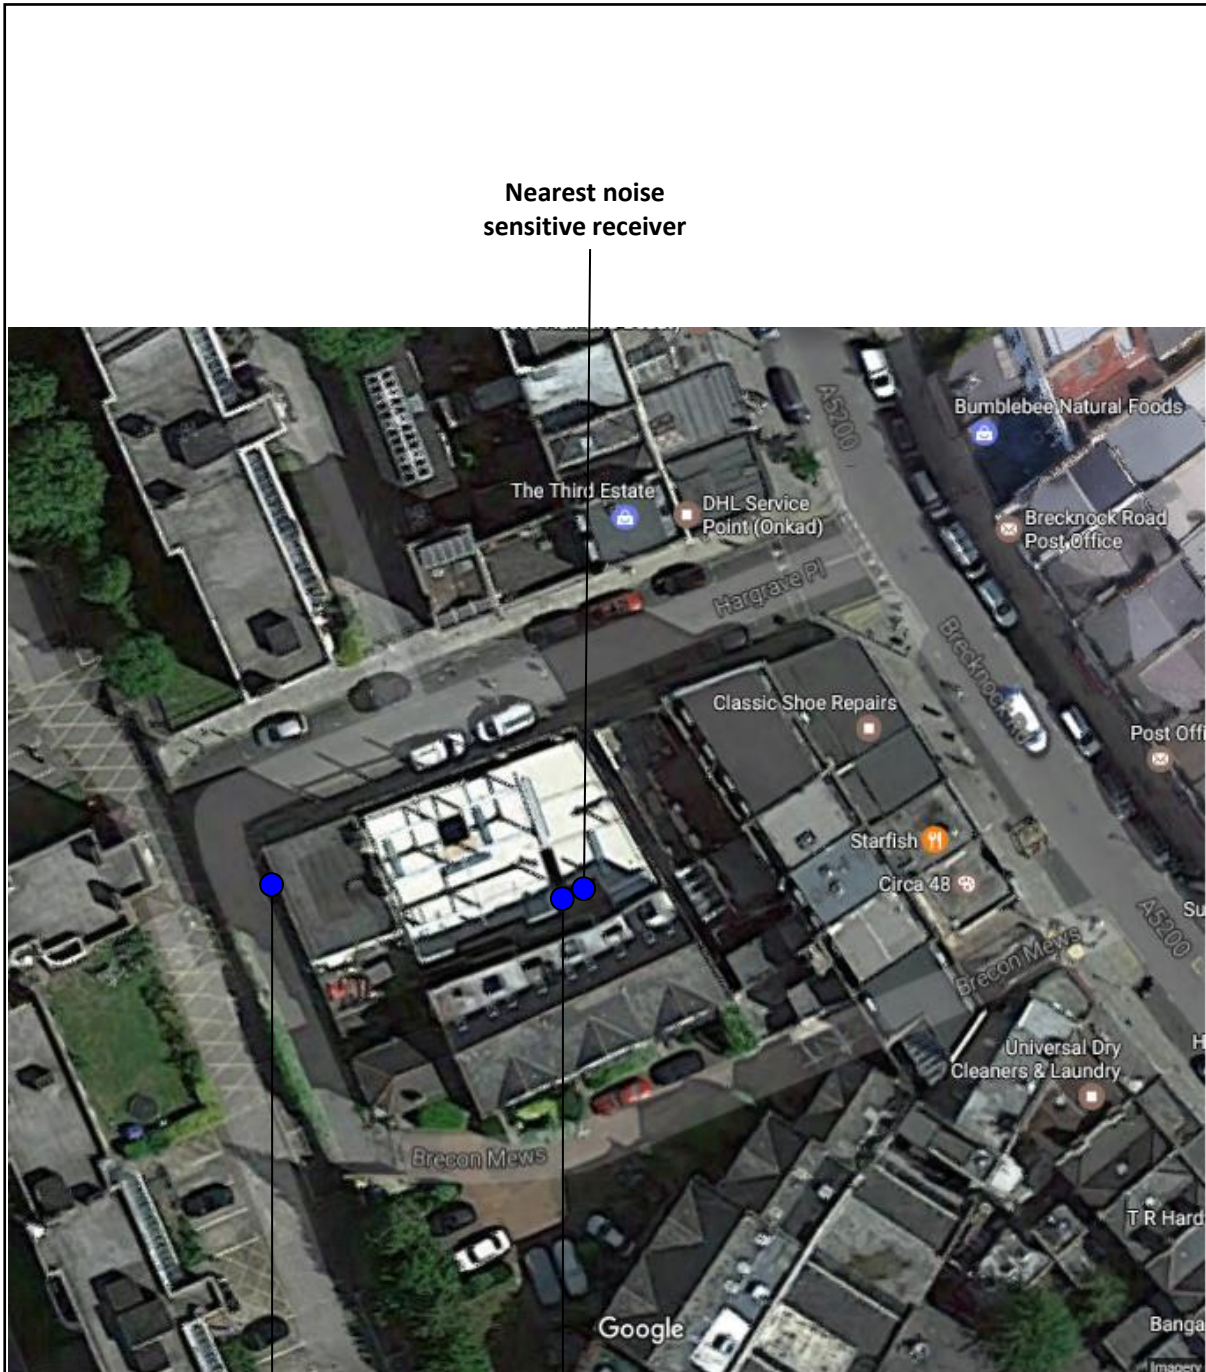 Nearest noise
sensitive receiver
A5200
Bumblebee Natural Foods
The Third Estate
DHL Service
Point (Onkad)
Brecknock Road
Post Office
Hargrave Pl
Brecknock Rd
Classic Shoe Repairs
Post Offi
Starfish
Circa 48
Su
A5200
Brecon Mews
H
Universal Dry
Cleaners & Laundry
Brecon Mews
T R Hard
Google
Banga
Imagery